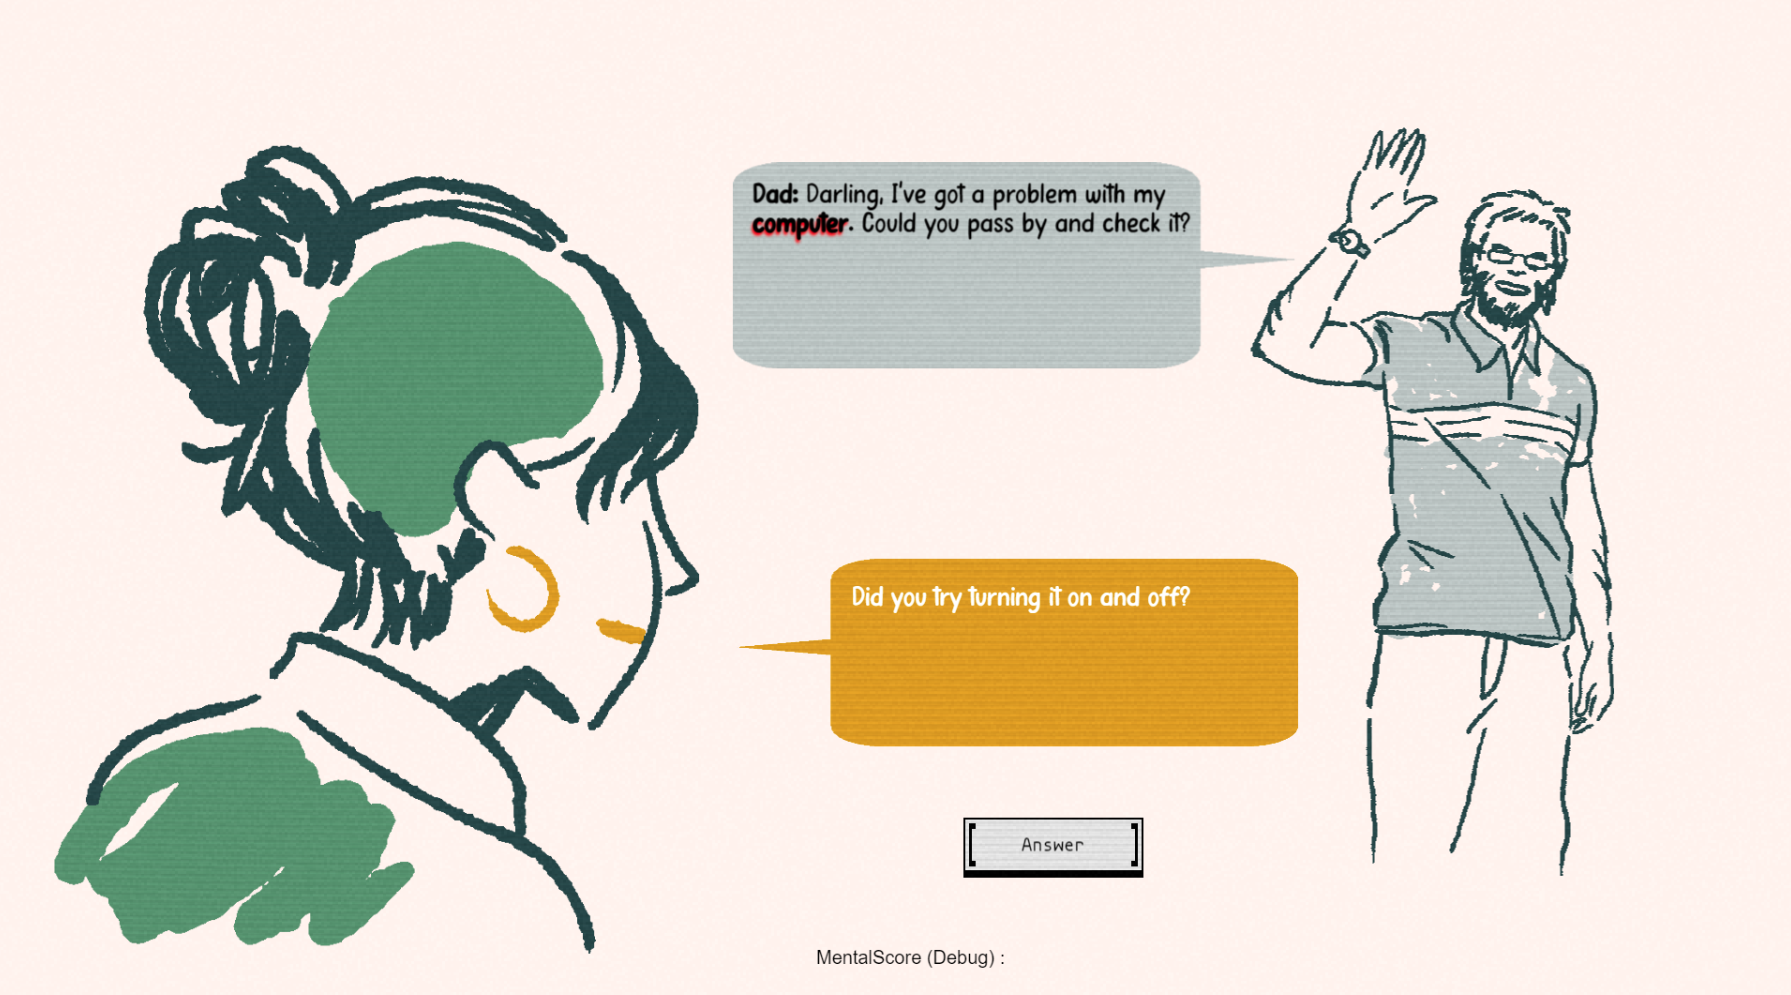 Dad: Darling, I've got a problem with my
computer. Could you pass by and check it?
Did you try turning it on and off?
Answer
MentalScore (Debug) :